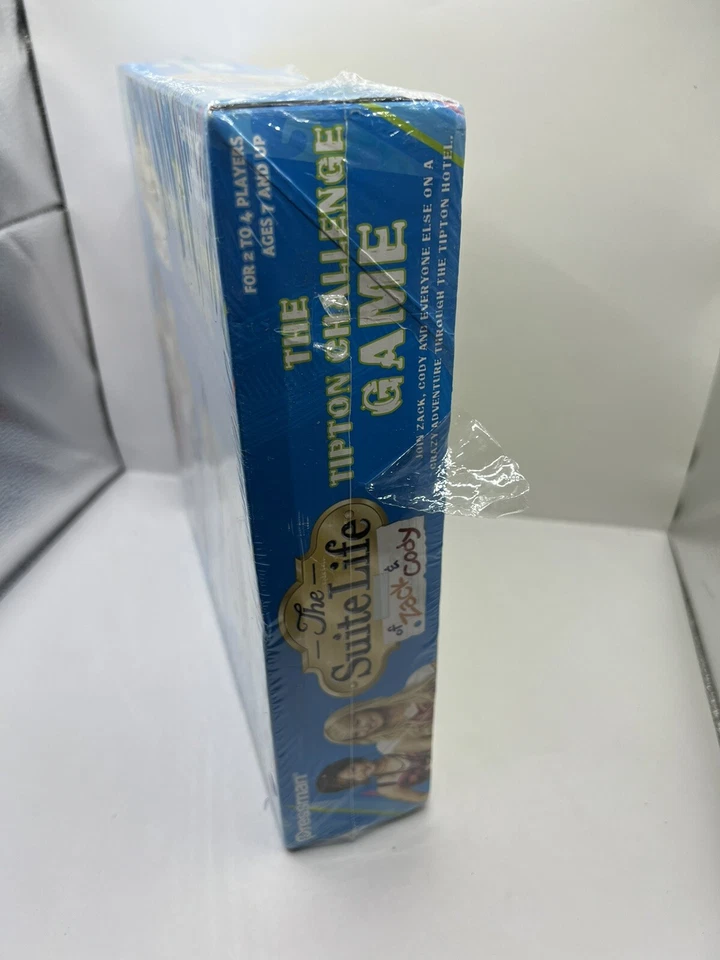 FOR 2 TO 4 PLAYERS
AGES 7 AND UP
THE
TIPTON CHALLENGE
GAME
JOIN ZACK, CODY AND EVERYONE ELSE ON A
CRAZY ADVENTURE THROUGH THE TIPTON HOTEL.
The
Suite Life
of Zack & Cody
Pressman